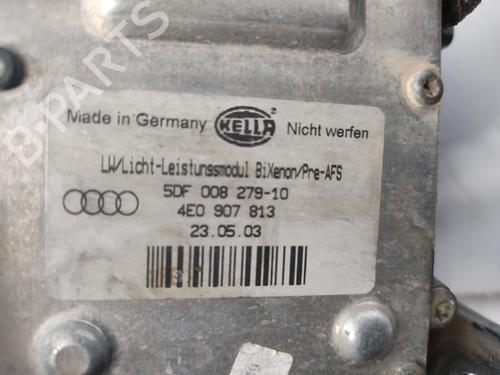 B-PARTS
Made in Germany
HELLA
Nicht werfen
LW/Licht-Leistunssmodul BiXenon/Pre-AFS
5DF 008 279-10
4E0 907 813
23.05.03